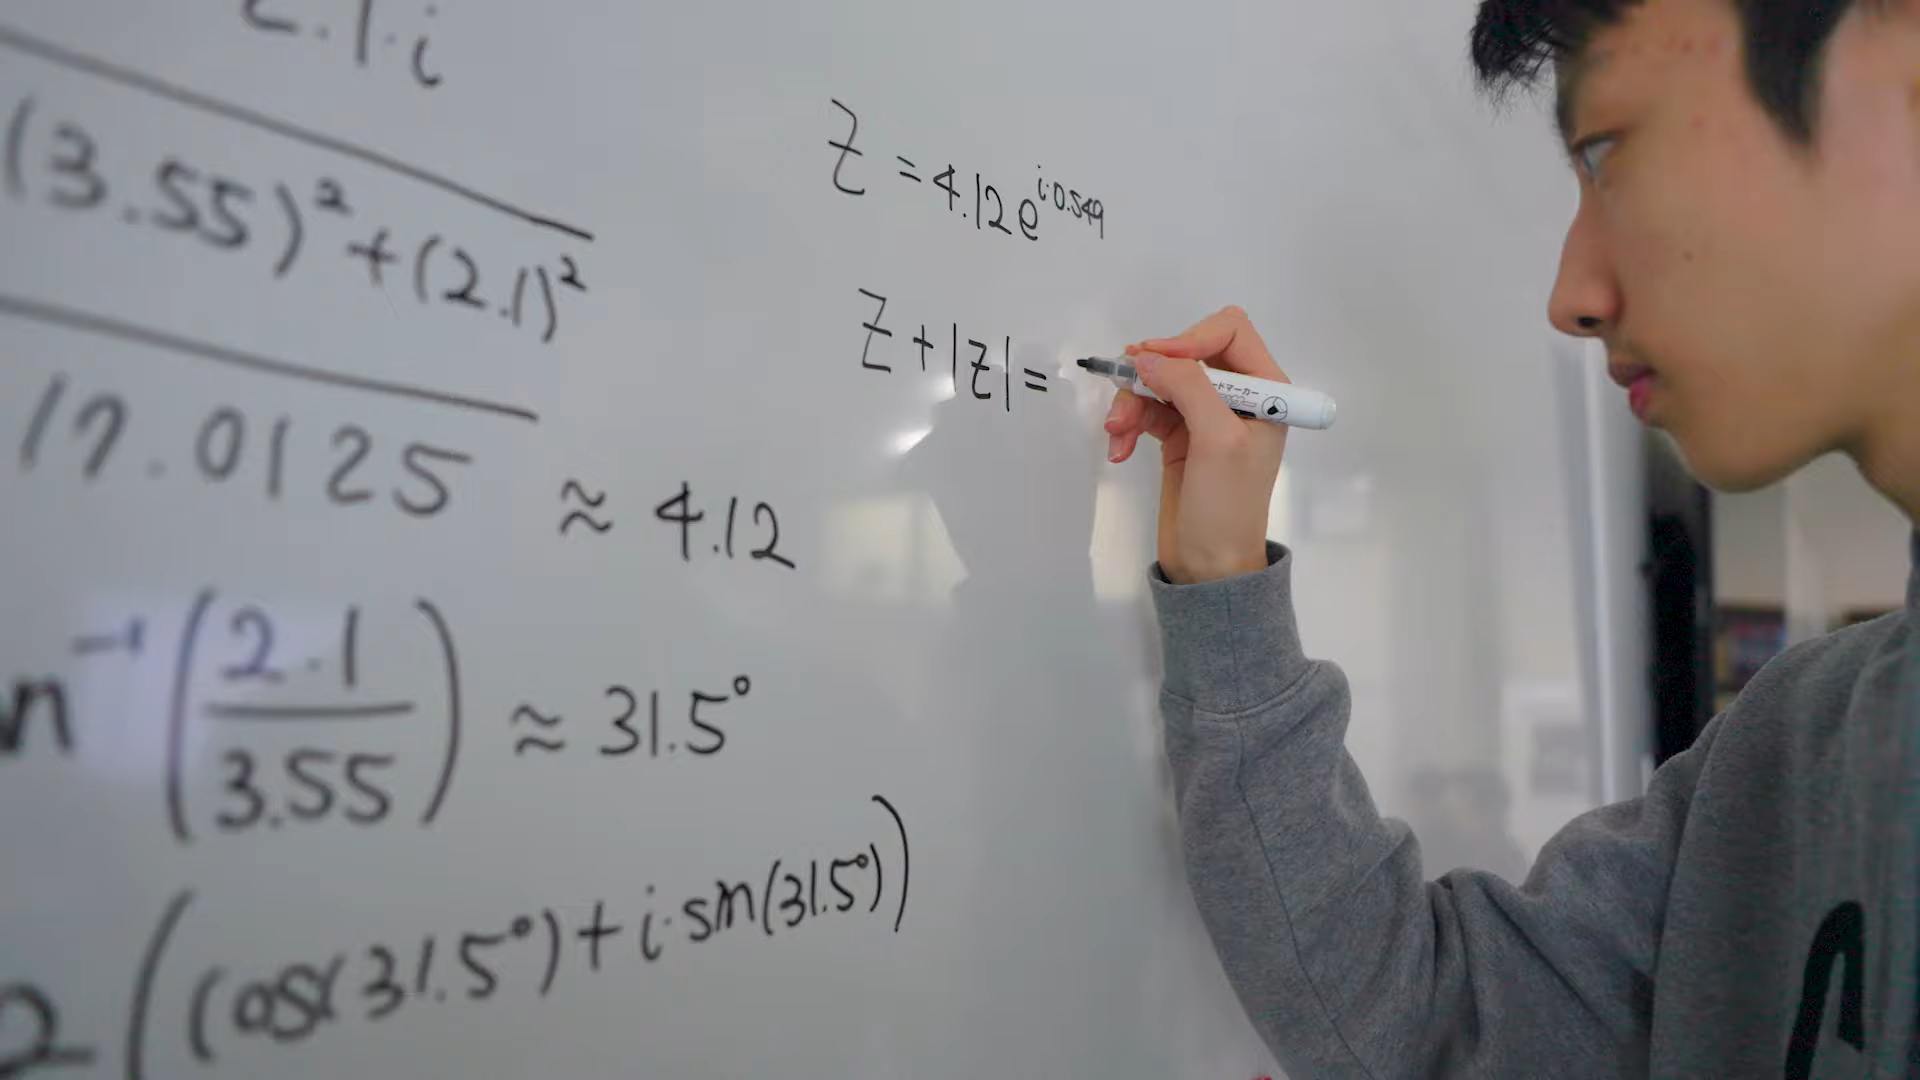 2.1i
(3.55)²+(2.1)²
17.0125 ≈ 4.12
n⁻¹(2.1/3.55) ≈ 31.5°
2(cos(31.5°)+i·sin(31.5°))
z = 4.12e^i·0.549
z+|z|=
ードマーカー